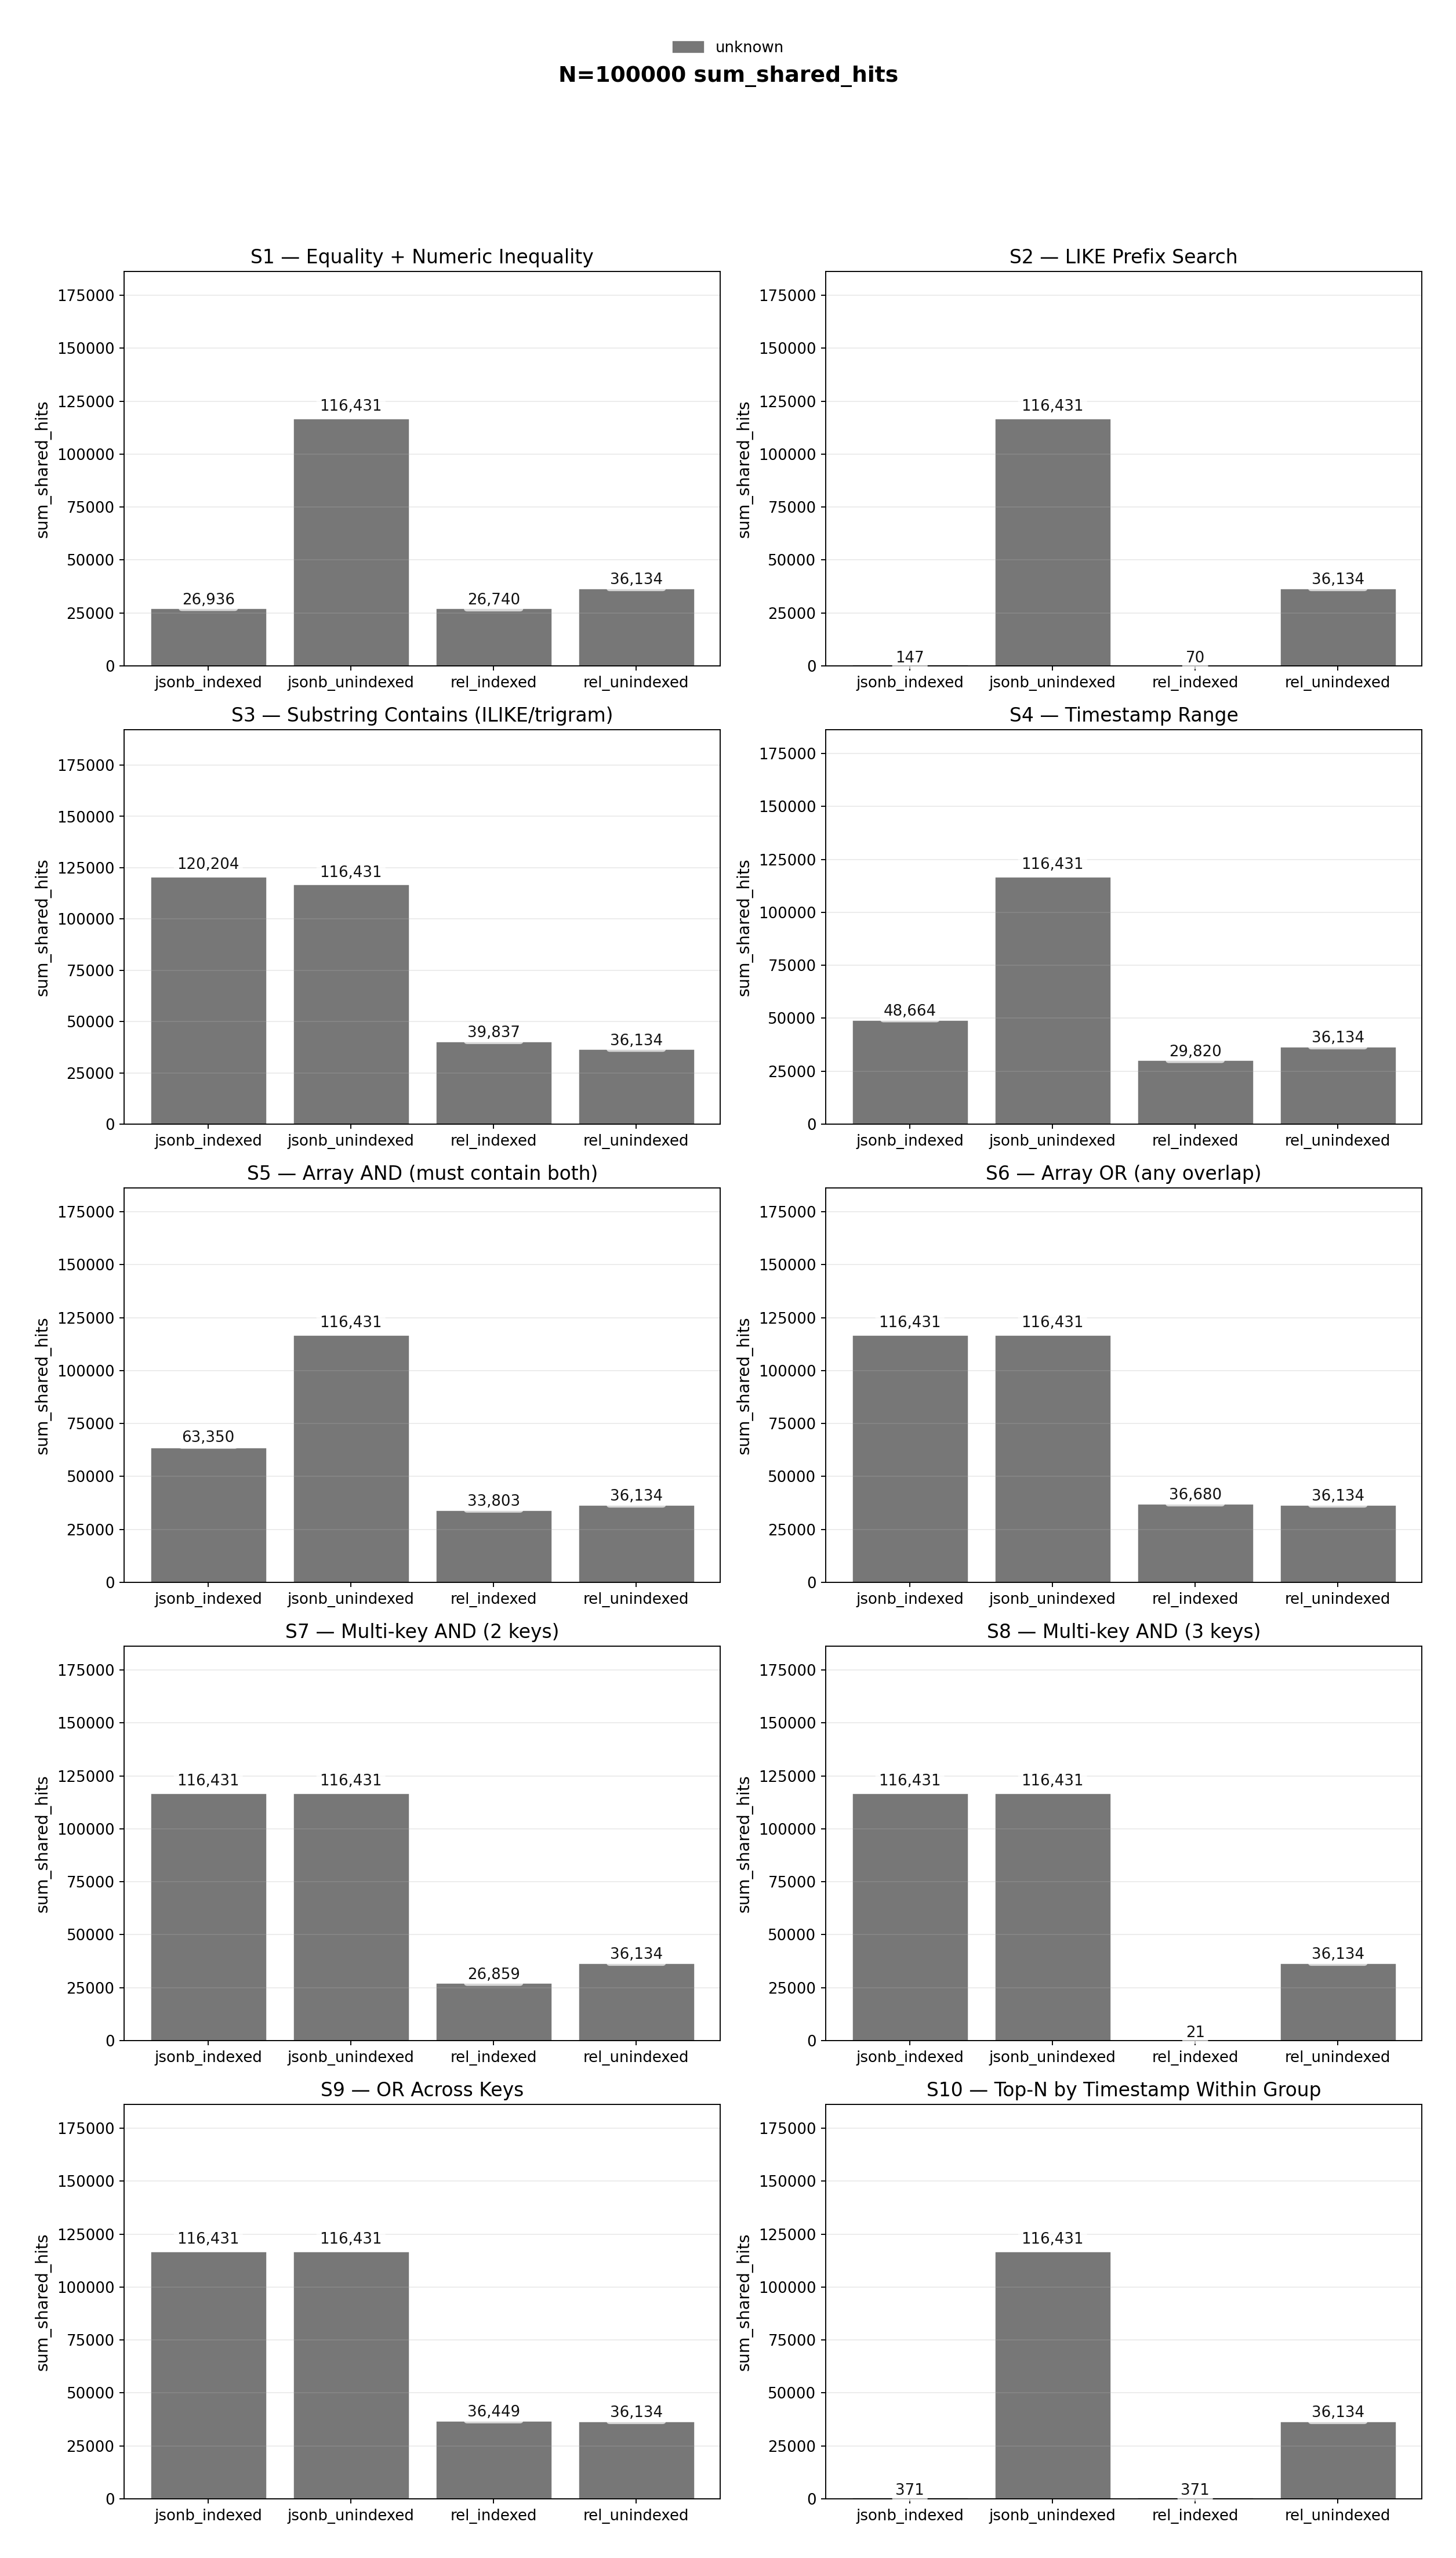 unknown
N=100000 sum_shared_hits
S1 — Equality + Numeric Inequality
sum_shared_hits
175000
150000
125000
100000
75000
50000
25000
0
26,936
116,431
26,740
36,134
jsonb_indexed
jsonb_unindexed
rel_indexed
rel_unindexed
S2 — LIKE Prefix Search
sum_shared_hits
175000
150000
125000
100000
75000
50000
25000
0
147
116,431
70
36,134
jsonb_indexed
jsonb_unindexed
rel_indexed
rel_unindexed
S3 — Substring Contains (ILIKE/trigram)
sum_shared_hits
175000
150000
125000
100000
75000
50000
25000
0
120,204
116,431
39,837
36,134
jsonb_indexed
jsonb_unindexed
rel_indexed
rel_unindexed
S4 — Timestamp Range
sum_shared_hits
175000
150000
125000
100000
75000
50000
25000
0
48,664
116,431
29,820
36,134
jsonb_indexed
jsonb_unindexed
rel_indexed
rel_unindexed
S5 — Array AND (must contain both)
sum_shared_hits
175000
150000
125000
100000
75000
50000
25000
0
63,350
116,431
33,803
36,134
jsonb_indexed
jsonb_unindexed
rel_indexed
rel_unindexed
S6 — Array OR (any overlap)
sum_shared_hits
175000
150000
125000
100000
75000
50000
25000
0
116,431
116,431
36,680
36,134
jsonb_indexed
jsonb_unindexed
rel_indexed
rel_unindexed
S7 — Multi-key AND (2 keys)
sum_shared_hits
175000
150000
125000
100000
75000
50000
25000
0
116,431
116,431
26,859
36,134
jsonb_indexed
jsonb_unindexed
rel_indexed
rel_unindexed
S8 — Multi-key AND (3 keys)
sum_shared_hits
175000
150000
125000
100000
75000
50000
25000
0
116,431
116,431
21
36,134
jsonb_indexed
jsonb_unindexed
rel_indexed
rel_unindexed
S9 — OR Across Keys
sum_shared_hits
175000
150000
125000
100000
75000
50000
25000
0
116,431
116,431
36,449
36,134
jsonb_indexed
jsonb_unindexed
rel_indexed
rel_unindexed
S10 — Top-N by Timestamp Within Group
sum_shared_hits
175000
150000
125000
100000
75000
50000
25000
0
371
116,431
371
36,134
jsonb_indexed
jsonb_unindexed
rel_indexed
rel_unindexed